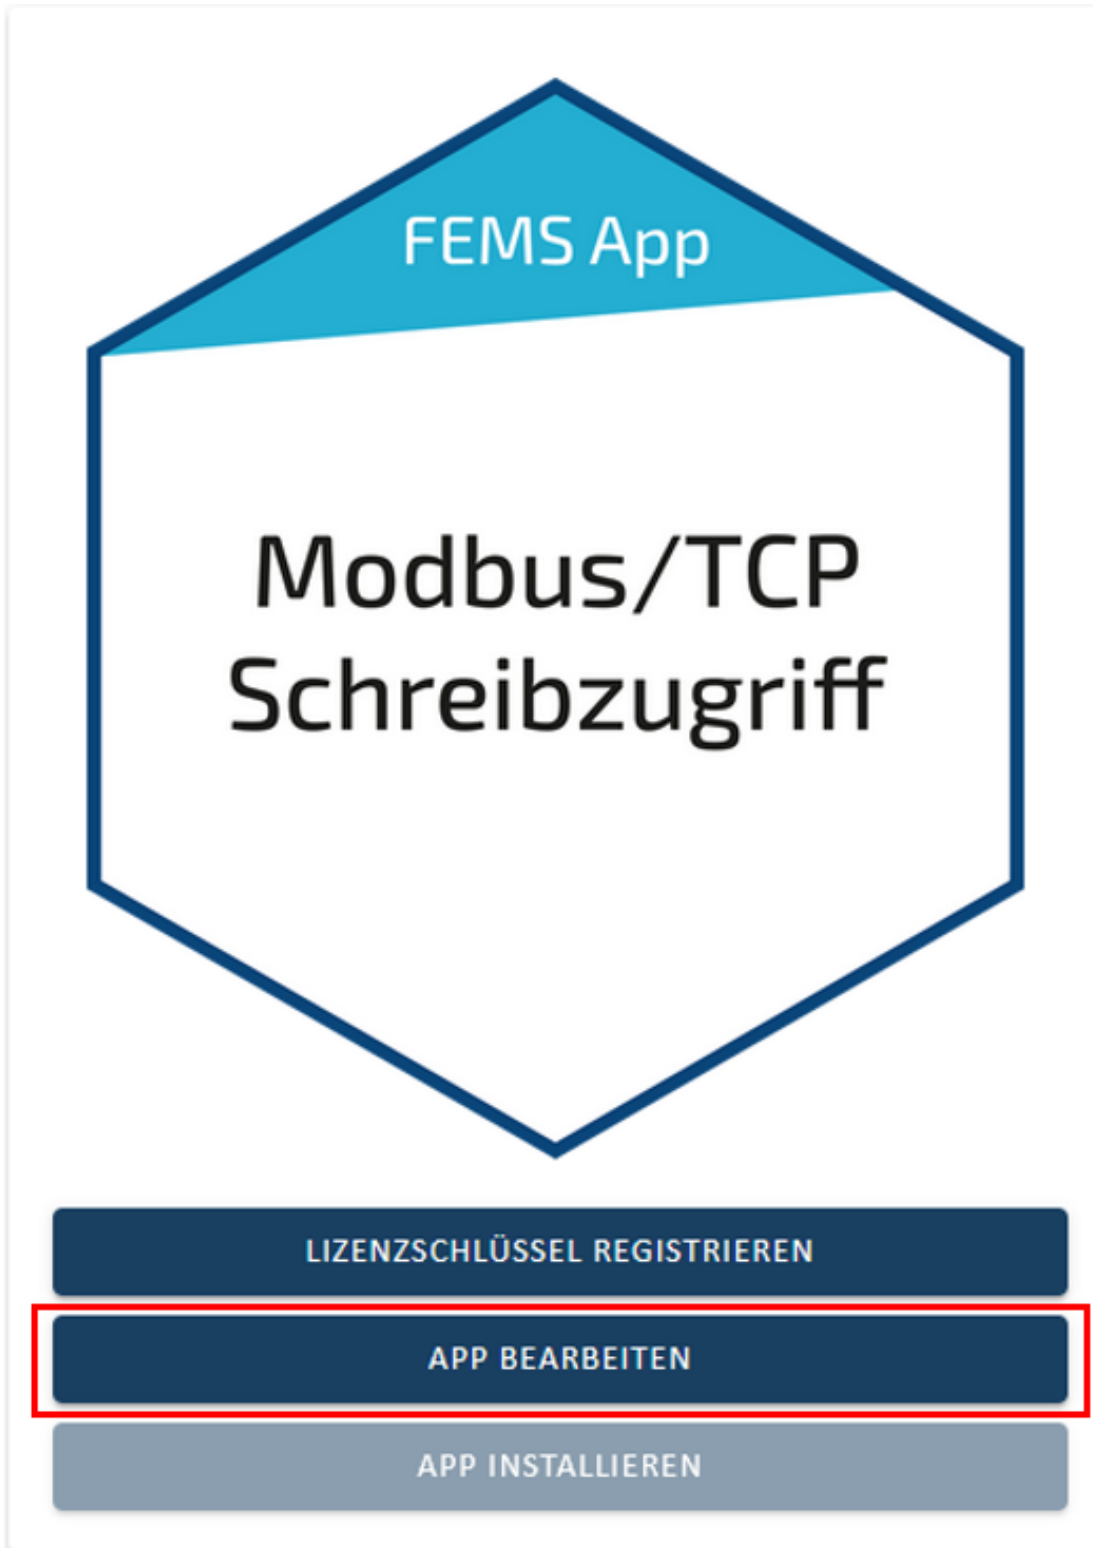 FEMS App
Modbus/TCP
Schreibzugriff
LIZENZSCHLÜSSEL REGISTRIEREN
APP BEARBEITEN
APP INSTALLIEREN